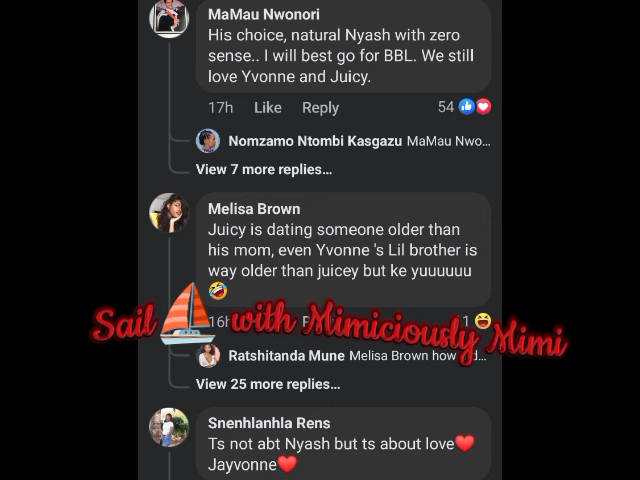 MaMau Nwonori
His choice, natural Nyash with zero
sense.. I will best go for BBL. We still
love Yvonne and Juicy.
17h Like Reply 54
Nomzamo Ntombi Kasgazu MaMau Nwo...
View 7 more replies...
Melisa Brown
Juicy is dating someone older than
his mom, even Yvonne 's Lil brother is
way older than juicey but ke yuuuuuu
🤣
16h
Sail ⛵ with Mimiciously Mimi
Ratshitanda Mune Melisa Brown how
View 25 more replies...
Snenhlanhla Rens
Ts not abt Nyash but ts about love❤️
Jayvonne❤️